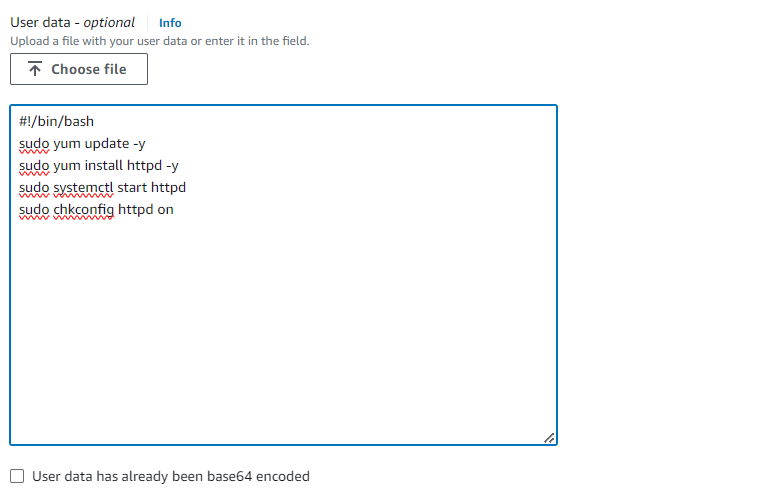 User data - optional Info
Upload a file with your user data or enter it in the field.
Choose file
#!/bin/bash
sudo yum update -y
sudo yum install httpd -y
sudo systemctl start httpd
sudo chkconfig httpd on
User data has already been base64 encoded